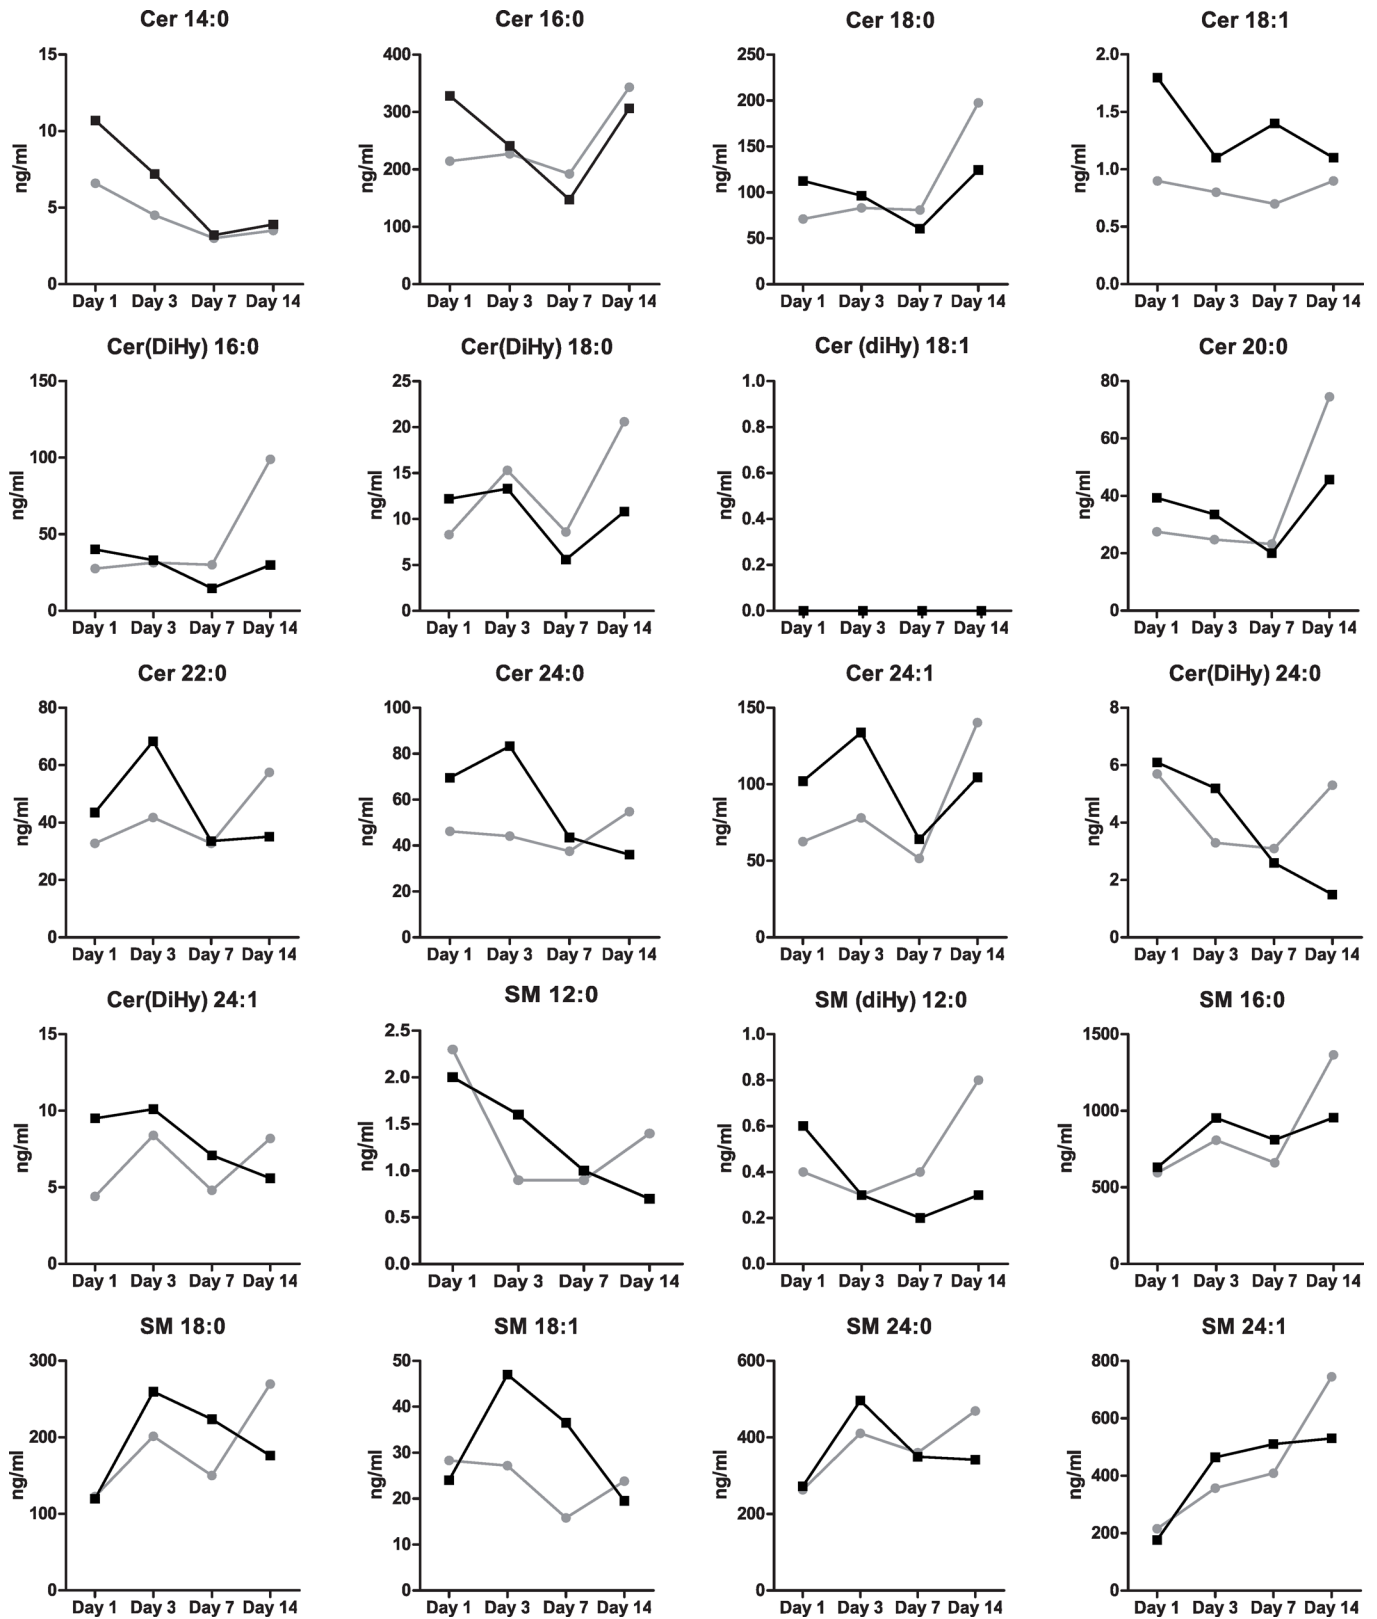 Cer 14:0
15
10
5
0
ng/ml
Day 1 Day 3 Day 7 Day 14
Cer 16:0
400
300
200
100
0
ng/ml
Day 1 Day 3 Day 7 Day 14
Cer 18:0
250
200
150
100
50
0
ng/ml
Day 1 Day 3 Day 7 Day 14
Cer 18:1
2.0
1.5
1.0
0.5
0.0
ng/ml
Day 1 Day 3 Day 7 Day 14
Cer(DiHy) 16:0
150
100
50
0
ng/ml
Day 1 Day 3 Day 7 Day 14
Cer(DiHy) 18:0
25
20
15
10
5
0
ng/ml
Day 1 Day 3 Day 7 Day 14
Cer (diHy) 18:1
1.0
0.8
0.6
0.4
0.2
0.0
ng/ml
Day 1 Day 3 Day 7 Day 14
Cer 20:0
80
60
40
20
0
ng/ml
Day 1 Day 3 Day 7 Day 14
Cer 22:0
80
60
40
20
0
ng/ml
Day 1 Day 3 Day 7 Day 14
Cer 24:0
100
80
60
40
20
0
ng/ml
Day 1 Day 3 Day 7 Day 14
Cer 24:1
150
100
50
0
ng/ml
Day 1 Day 3 Day 7 Day 14
Cer(DiHy) 24:0
8
6
4
2
0
ng/ml
Day 1 Day 3 Day 7 Day 14
Cer(DiHy) 24:1
15
10
5
0
ng/ml
Day 1 Day 3 Day 7 Day 14
SM 12:0
2.5
2.0
1.5
1.0
0.5
0.0
ng/ml
Day 1 Day 3 Day 7 Day 14
SM (diHy) 12:0
1.0
0.8
0.6
0.4
0.2
0.0
ng/ml
Day 1 Day 3 Day 7 Day 14
SM 16:0
1500
1000
500
0
ng/ml
Day 1 Day 3 Day 7 Day 14
SM 18:0
300
200
100
0
ng/ml
Day 1 Day 3 Day 7 Day 14
SM 18:1
50
40
30
20
10
0
ng/ml
Day 1 Day 3 Day 7 Day 14
SM 24:0
600
400
200
0
ng/ml
Day 1 Day 3 Day 7 Day 14
SM 24:1
800
600
400
200
0
ng/ml
Day 1 Day 3 Day 7 Day 14